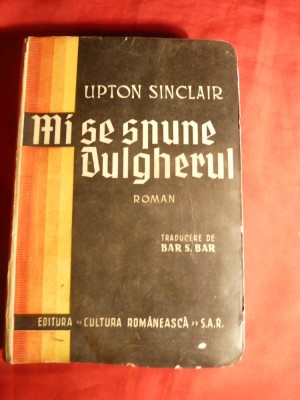 UPTON SINCLAIR
Mi se spune
Dulgherul
ROMAN
TRADUCERE DE
BAR S. BAR
EDITURA «CULTURA ROMÂNEASCĂ» S.A.R.